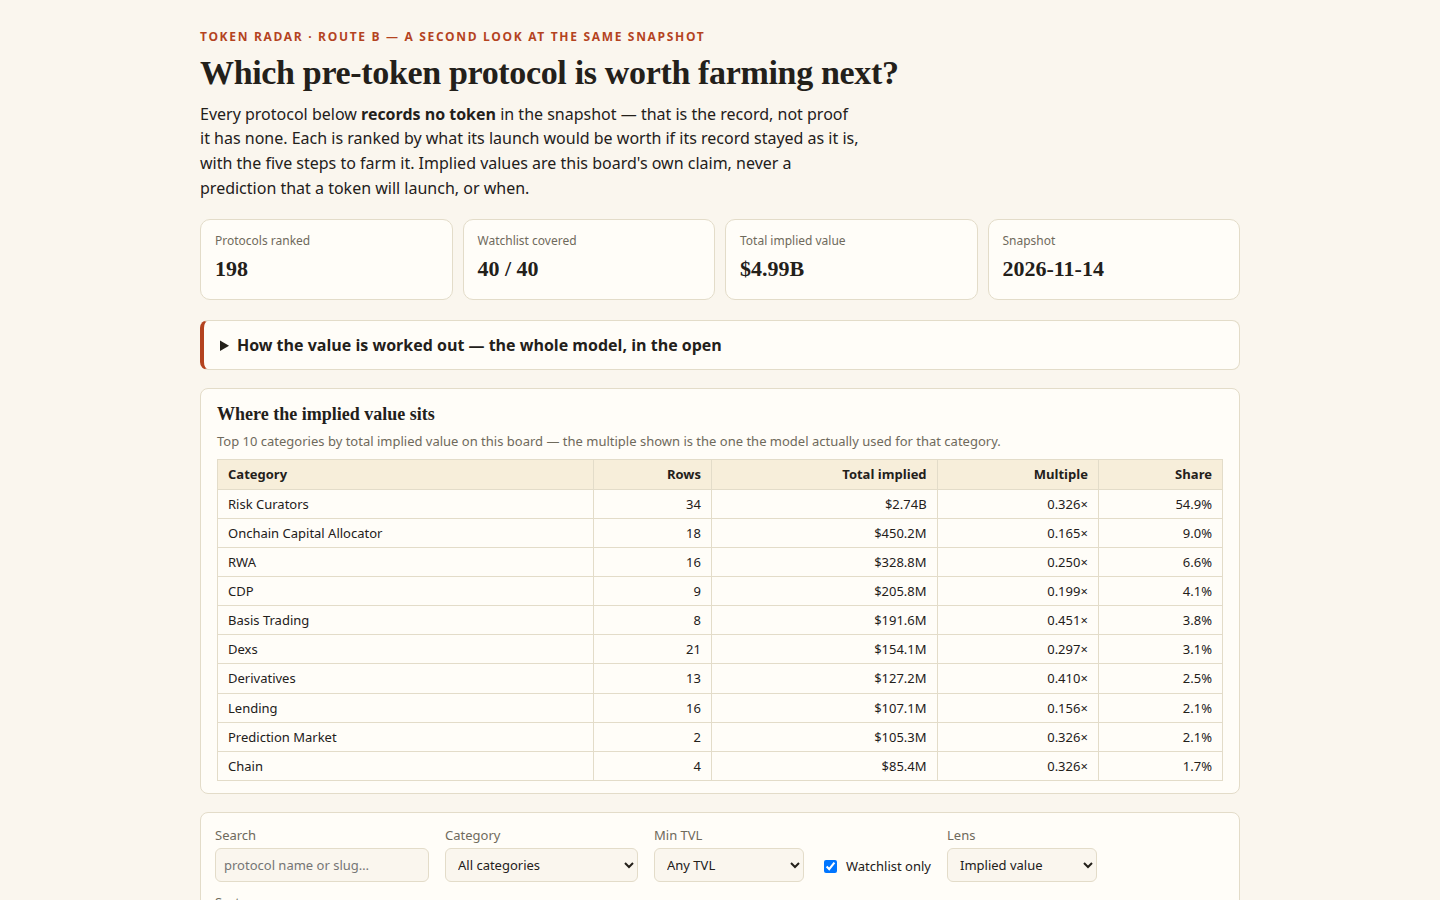 TOKEN RADAR · ROUTE B — A SECOND LOOK AT THE SAME SNAPSHOT
Which pre-token protocol is worth farming next?
Every protocol below records no token in the snapshot — that is the record, not proof
it has none. Each is ranked by what its launch would be worth if its record stayed as it is,
with the five steps to farm it. Implied values are this board's own claim, never a
prediction that a token will launch, or when.
Protocols ranked
198
Watchlist covered
40 / 40
Total implied value
$4.99B
Snapshot
2026-11-14
How the value is worked out — the whole model, in the open
Where the implied value sits
Top 10 categories by total implied value on this board — the multiple shown is the one the model actually used for that category.
Category Rows Total implied Multiple Share
Risk Curators 34 $2.74B 0.326× 54.9%
Onchain Capital Allocator 18 $450.2M 0.165× 9.0%
RWA 16 $328.8M 0.250× 6.6%
CDP 9 $205.8M 0.199× 4.1%
Basis Trading 8 $191.6M 0.451× 3.8%
Dexs 21 $154.1M 0.297× 3.1%
Derivatives 13 $127.2M 0.410× 2.5%
Lending 16 $107.1M 0.156× 2.1%
Prediction Market 2 $105.3M 0.326× 2.1%
Chain 4 $85.4M 0.326× 1.7%
Search Category Min TVL Lens
protocol name or slug... All categories Any TVL Watchlist only Implied value